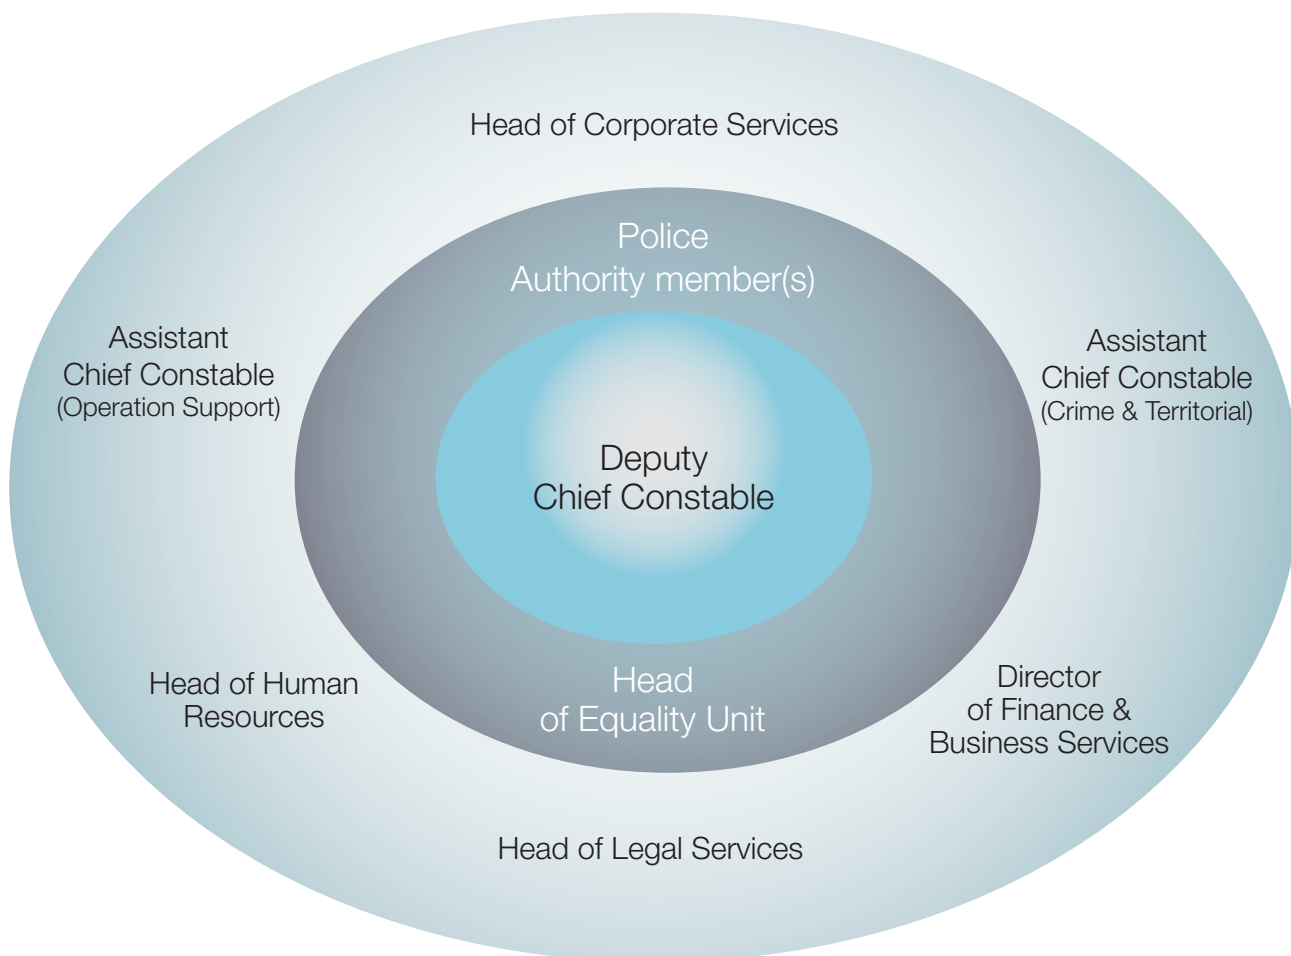 Head of Corporate Services
Police
Authority member(s)
Assistant
Chief Constable
(Operation Support)
Assistant
Chief Constable
(Crime & Territorial)
Deputy
Chief Constable
Head of Human
Resources
Head
of Equality Unit
Director
of Finance &
Business Services
Head of Legal Services